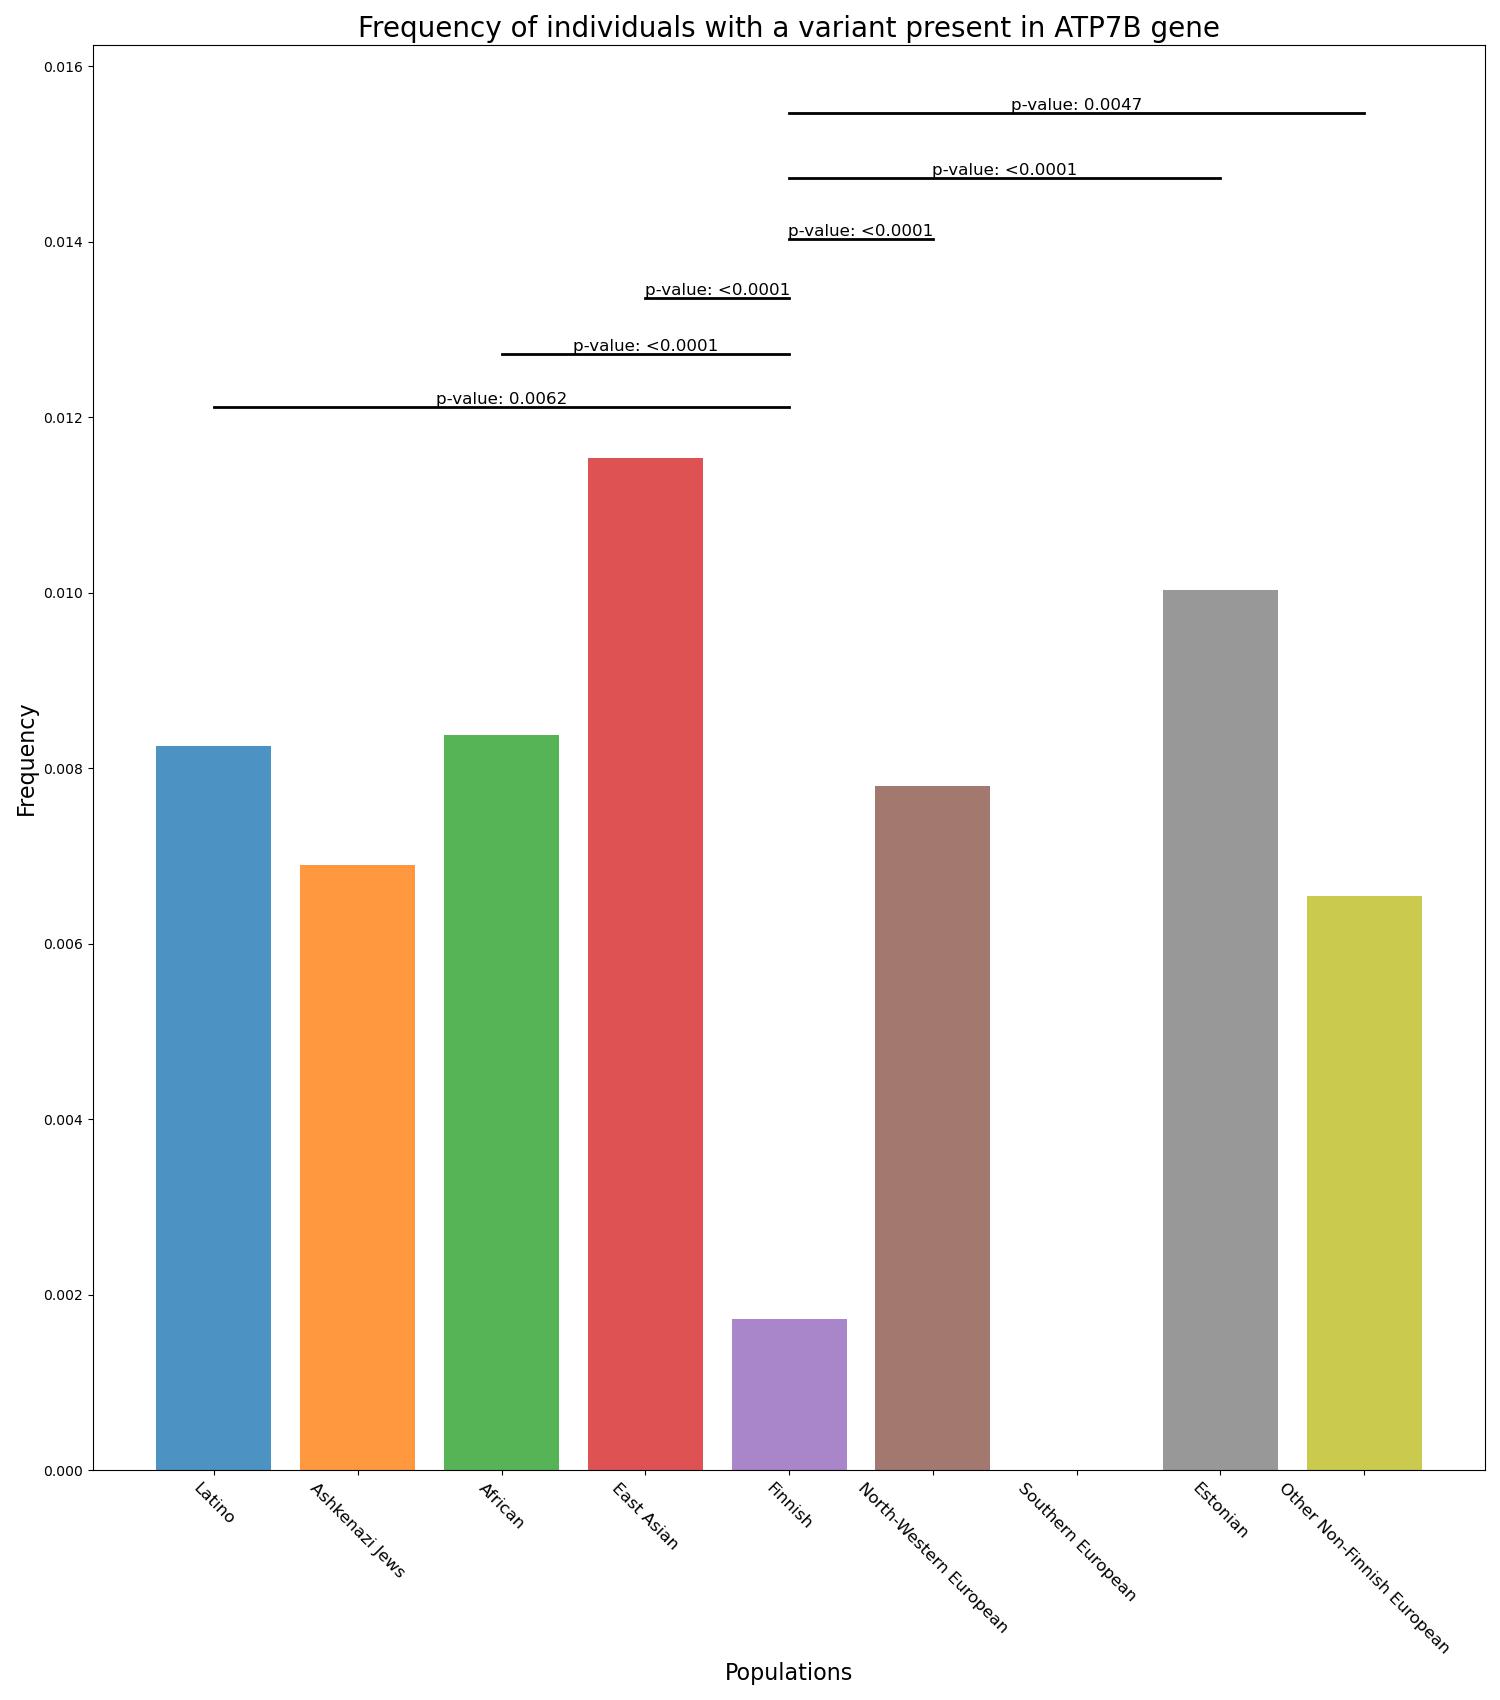 Frequency of individuals with a variant present in ATP7B gene
0.016
p-value: 0.0047
p-value: <0.0001
p-value: <0.0001
0.014
p-value: <0.0001
p-value: <0.0001
p-value: 0.0062
0.012
0.010
Frequency
0.008
0.006
0.004
0.002
0.000
Latino
Ashkenazi Jews
African
East Asian
Finnish
North-Western European
Southern European
Estonian
Other Non-Finnish European
Populations